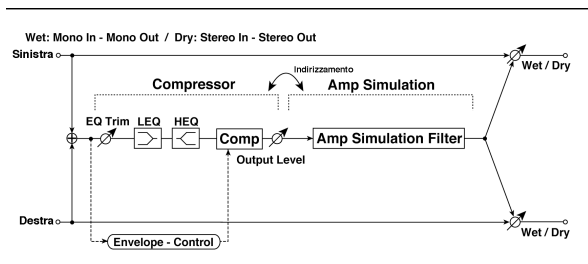 Wet: Mono In - Mono Out / Dry: Stereo In - Stereo Out
Sinistra
Wet / Dry
Indirizzamento
Compressor
Amp Simulation
EQ Trim
LEQ
HEQ
Comp
Amp Simulation Filter
Output Level
Destra
Wet / Dry
Envelope - Control